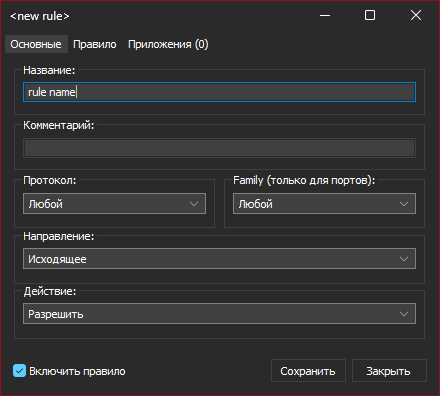 <new rule>
Основные Правило Приложения (0)
Название:
rule name
Комментарий:
Протокол: Family (только для портов):
Любой Любой
Направление:
Исходящее
Действие:
Разрешить
Включить правило Сохранить Закрыть